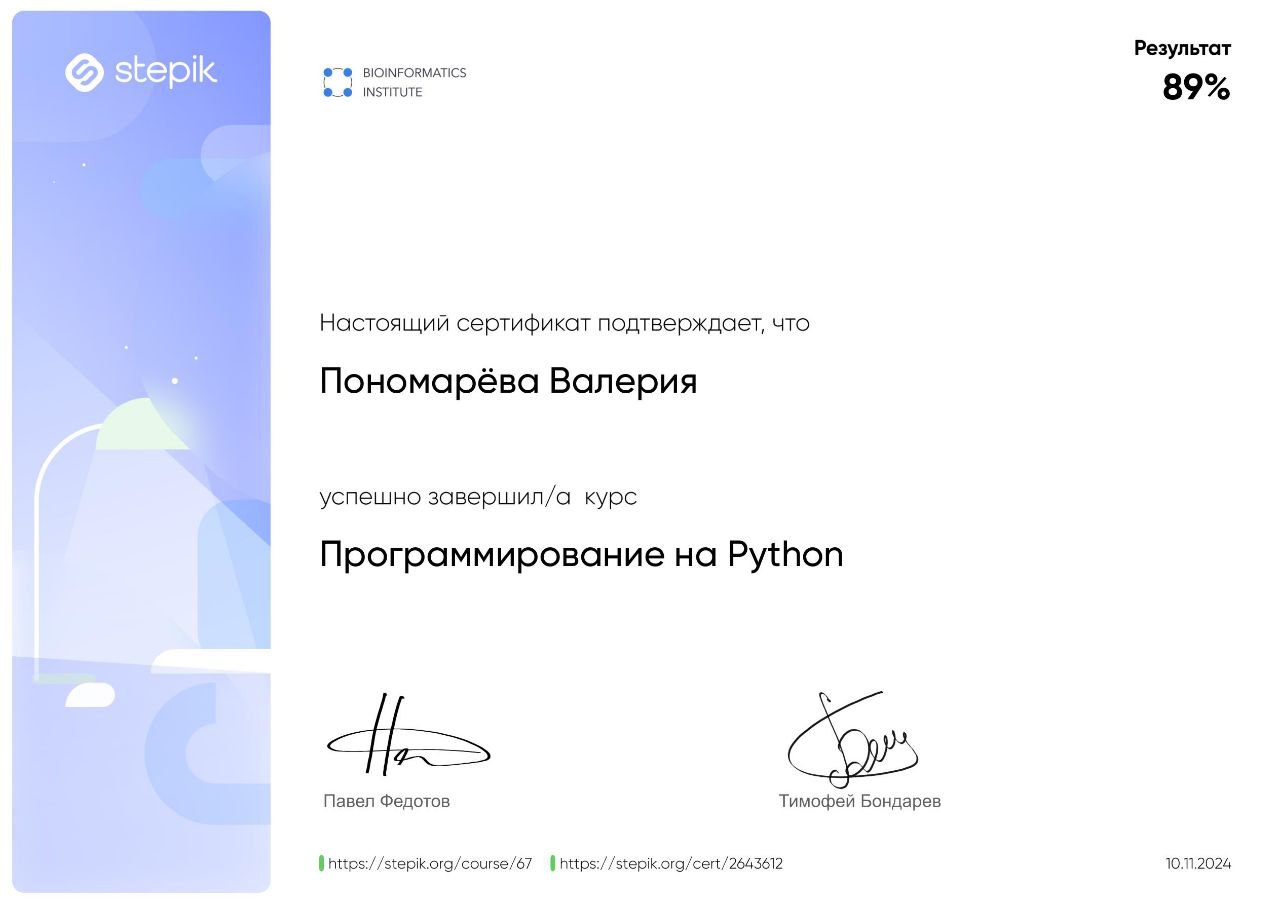 stepik
BIOINFORMATICS
INSTITUTE
Результат
89%
Настоящий сертификат подтверждает, что
Пономарёва Валерия
успешно завершил/а курс
Программирование на Python
Павел Федотов
Тимофей Бондарев
https://stepik.org/course/67
https://stepik.org/cert/2643612
10.11.2024